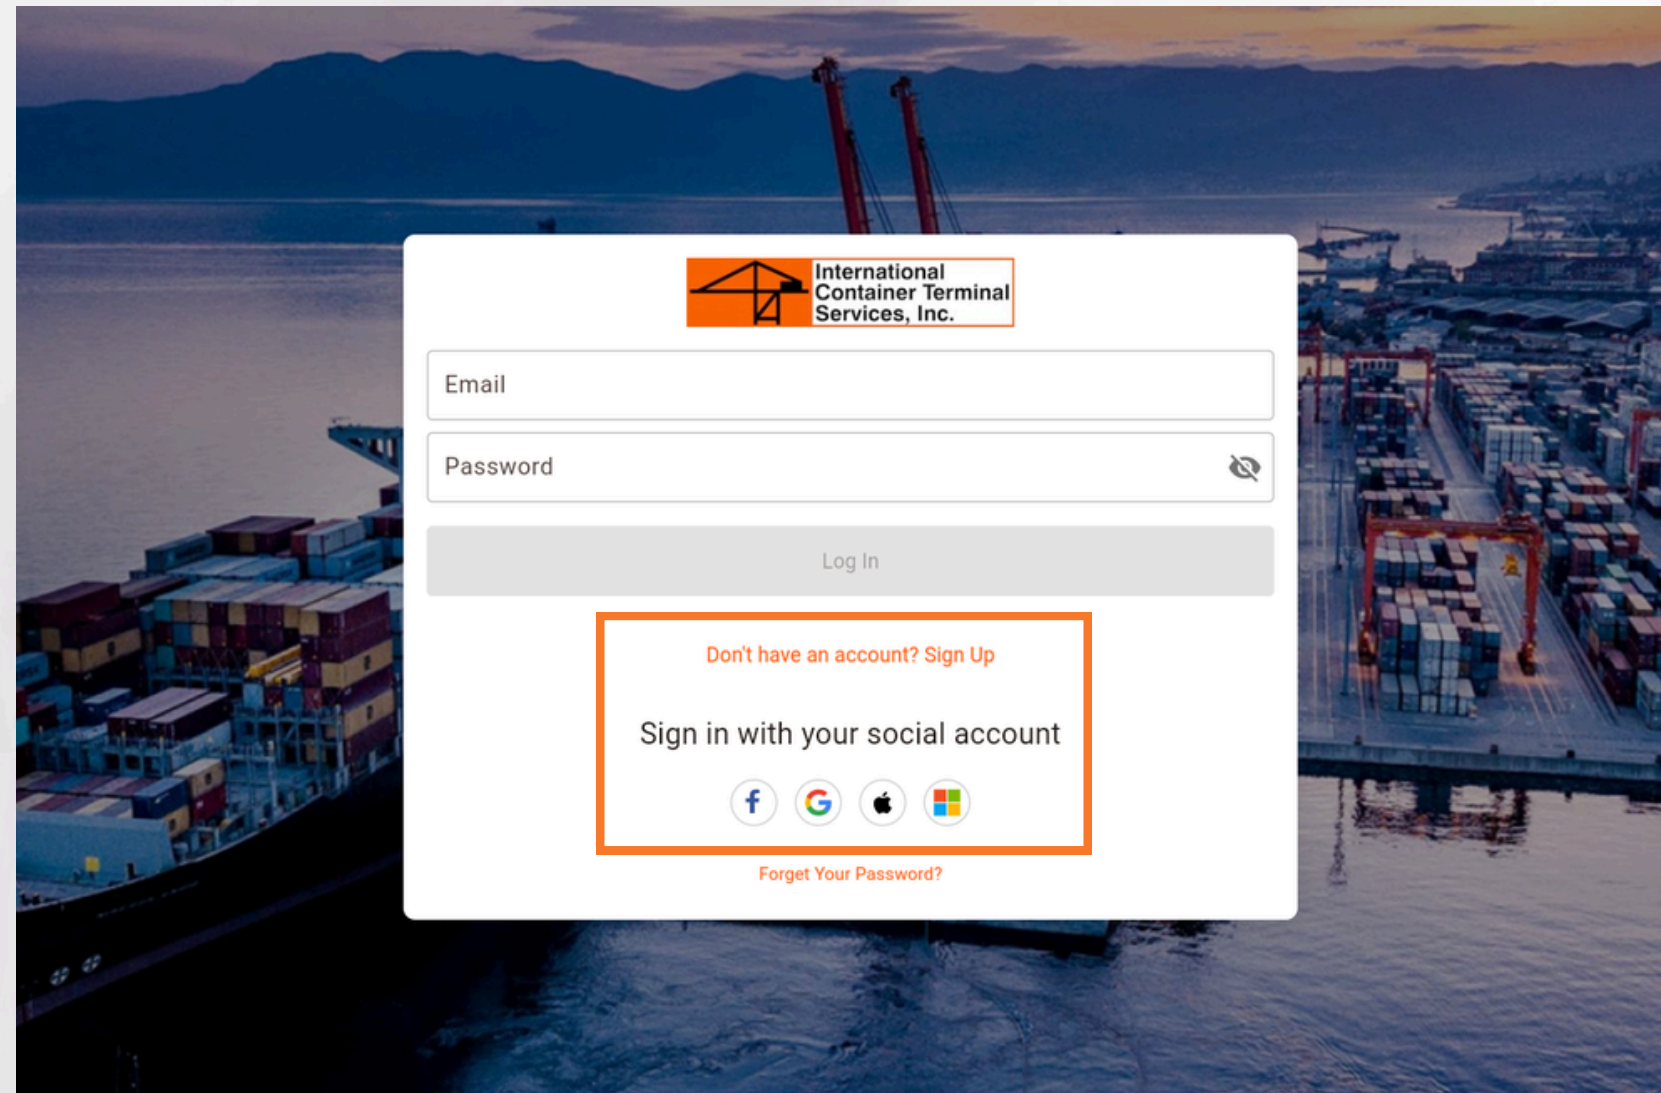 International
Container Terminal
Services, Inc.
Email
Password
Log In
Don't have an account? Sign Up
Sign in with your social account
Forget Your Password?